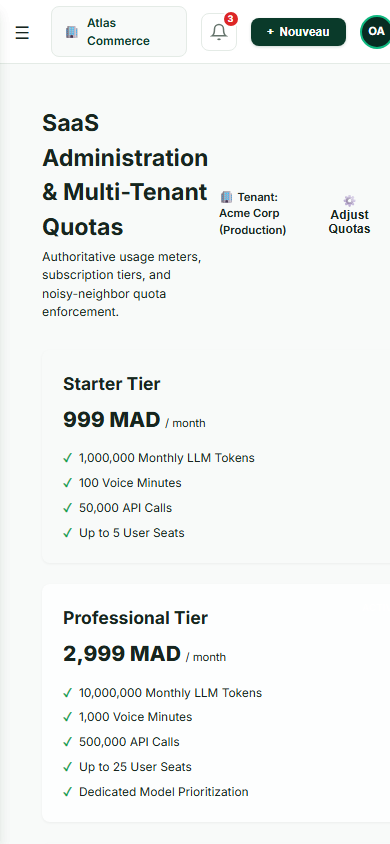 ☰
Atlas
Commerce
3
+ Nouveau
OA
SaaS
Administration
& Multi-Tenant
Quotas
Authoritative usage meters,
subscription tiers, and
noisy-neighbor quota
enforcement.
Tenant:
Acme Corp
(Production)
Adjust
Quotas
Starter Tier
999 MAD / month
✓ 1,000,000 Monthly LLM Tokens
✓ 100 Voice Minutes
✓ 50,000 API Calls
✓ Up to 5 User Seats
Professional Tier
2,999 MAD / month
✓ 10,000,000 Monthly LLM Tokens
✓ 1,000 Voice Minutes
✓ 500,000 API Calls
✓ Up to 25 User Seats
✓ Dedicated Model Prioritization